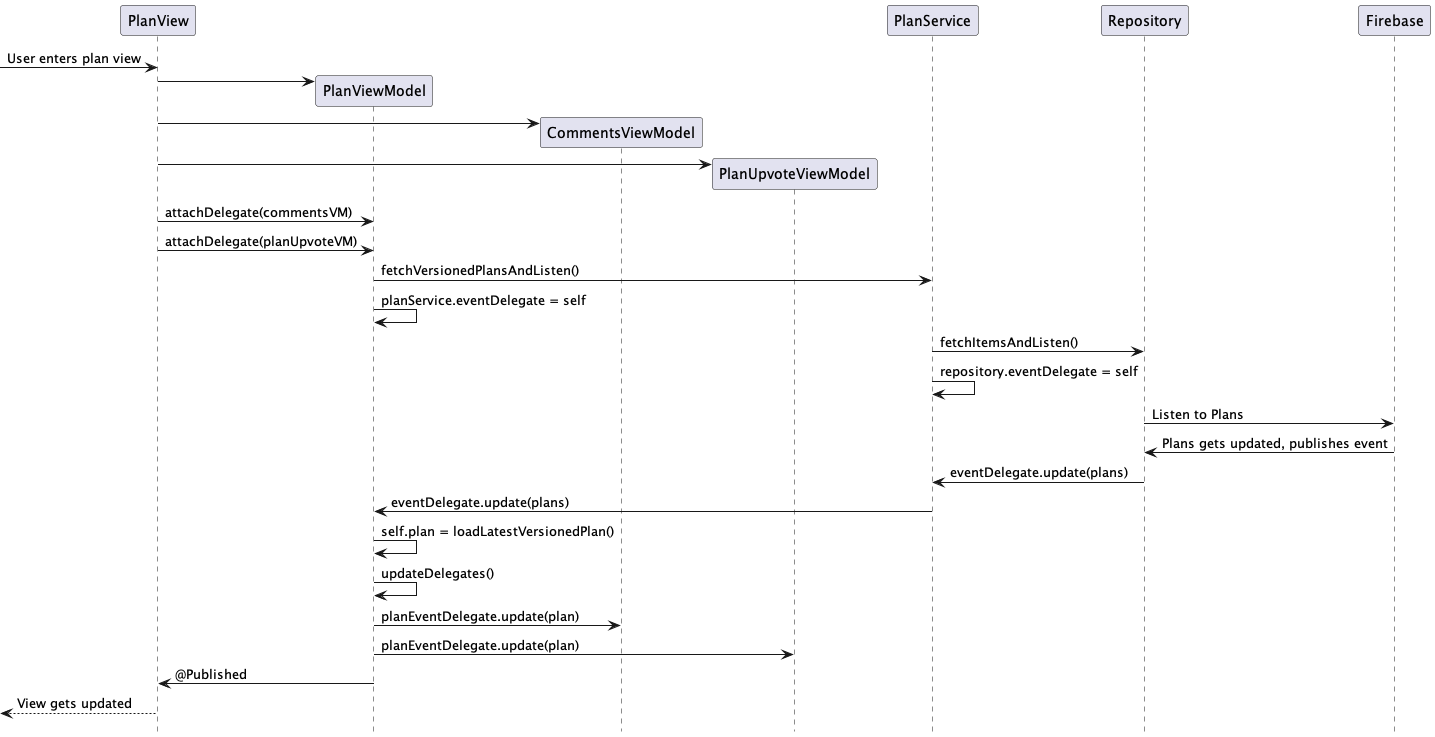 PlanView
PlanService
Repository
Firebase
User enters plan view
PlanViewModel
CommentsViewModel
PlanUpvoteViewModel
attachDelegate(commentsVM)
attachDelegate(planUpvoteVM)
fetchVersionedPlansAndListen()
planService.eventDelegate = self
fetchItemsAndListen()
repository.eventDelegate = self
Listen to Plans
Plans gets updated, publishes event
eventDelegate.update(plans)
eventDelegate.update(plans)
self.plan = loadLatestVersionedPlan()
updateDelegates()
planEventDelegate.update(plan)
planEventDelegate.update(plan)
@Published
View gets updated